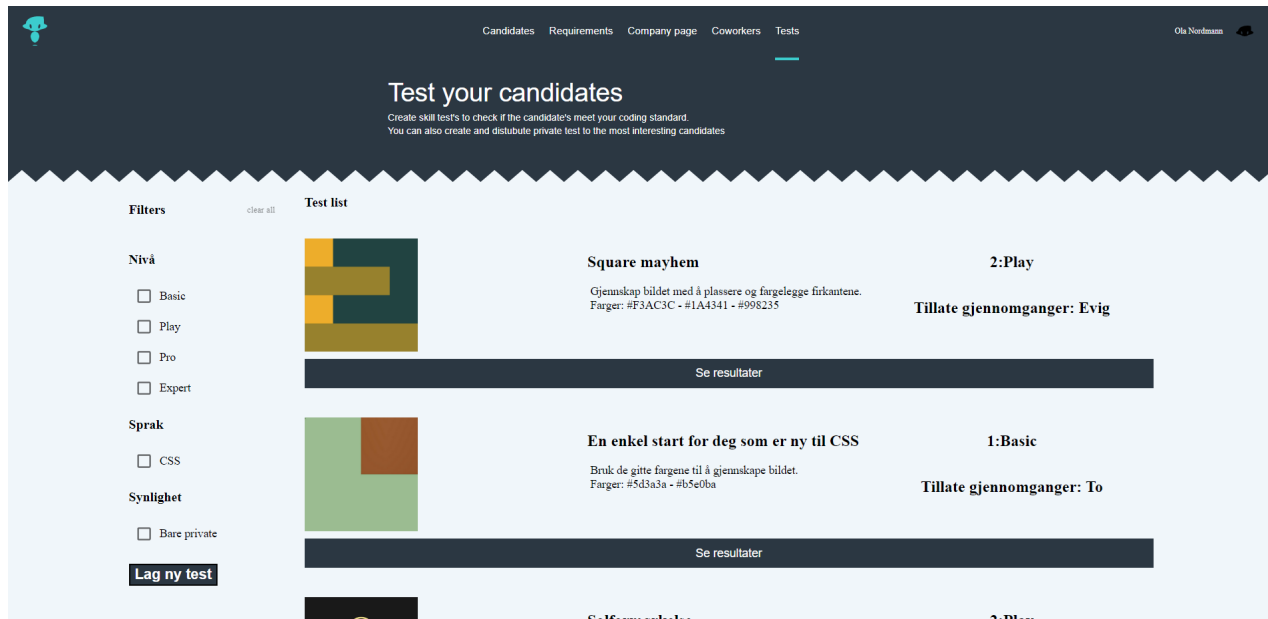 Candidates Requirements Company page Coworkers Tests
Ola Nordmann
Test your candidates
Create skill test's to check if the candidate's meet your coding standard.
You can also create and distubute private test to the most interesting candidates
Filters
clear all
Nivå
Basic
Play
Pro
Expert
Sprak
CSS
Synlighet
Bare private
Lag ny test
Test list
Square mayhem
Gjennskap bildet med å plassere og fargelegge firkantene.
Farger: #F3AC3C - #1A4341 - #998235
2:Play
Tillate gjennomganger: Evig
Se resultater
En enkel start for deg som er ny til CSS
Bruk de gitte fargene til å gjennskape bildet.
Farger: #5d3a3a - #b5e0ba
1:Basic
Tillate gjennomganger: To
Se resultater
2:Play